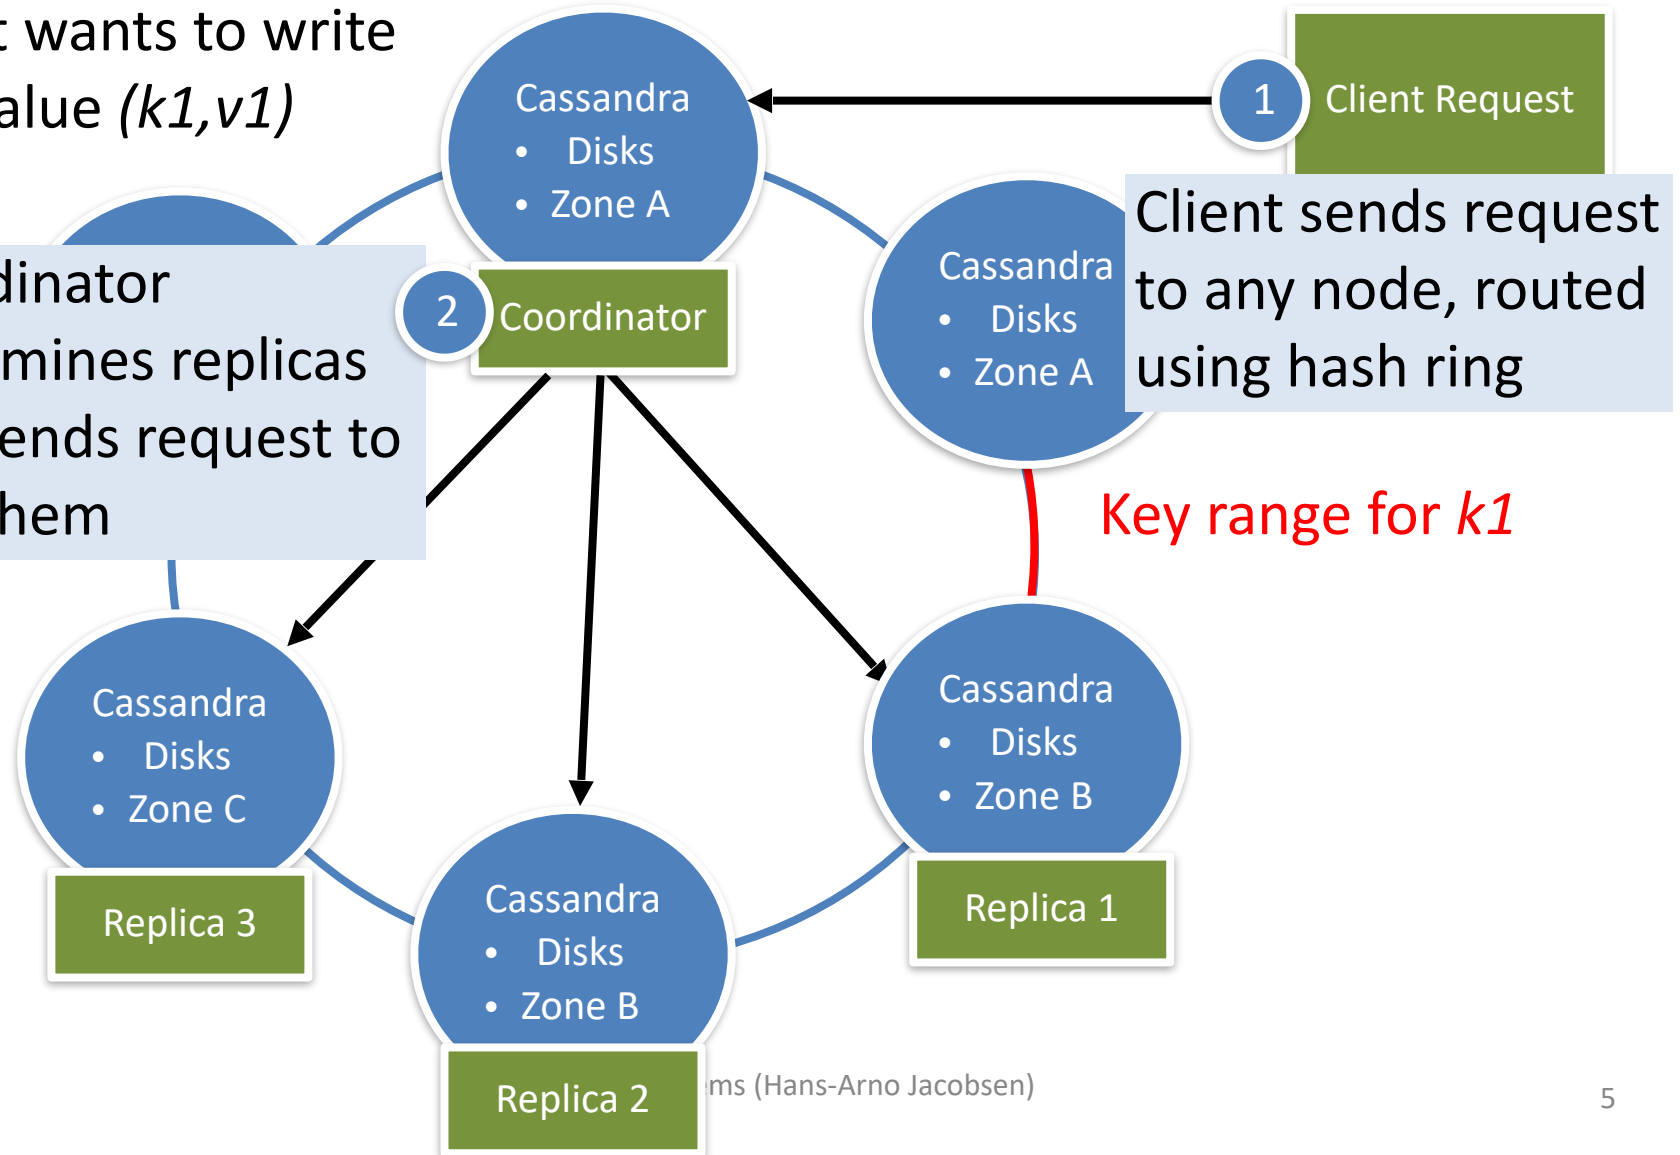 t wants to write
alue (k1,v1)
Cassandra
• Disks
• Zone A
1
Client Request
Client sends request
to any node, routed
using hash ring
Cassandra
• Disks
• Zone A
dinator
mines replicas
ends request to
hem
2
Coordinator
Key range for k1
Cassandra
• Disks
• Zone C
Replica 3
Cassandra
• Disks
• Zone B
Replica 2
Cassandra
• Disks
• Zone B
Replica 1
ems (Hans-Arno Jacobsen)
5